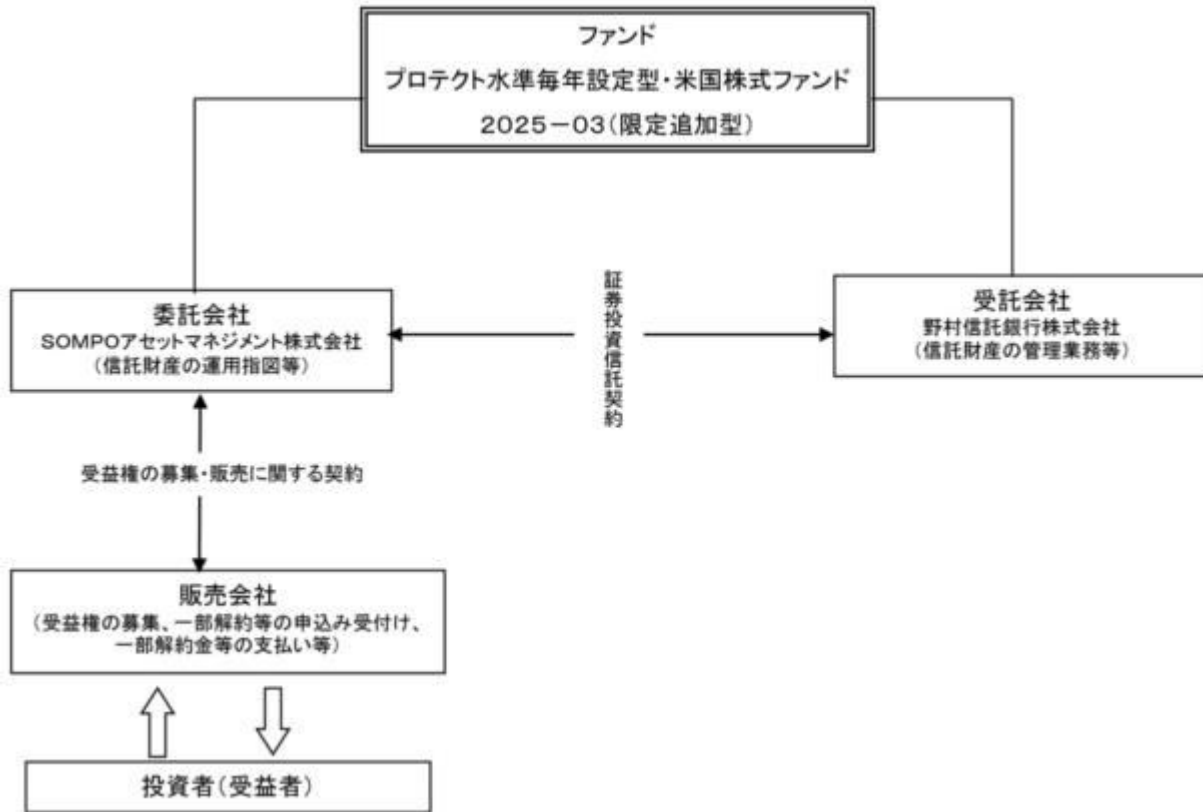 ファンド
プロテクト水準毎年設定型・米国株式ファンド
2025-03(限定追加型)
委託会社
SOMPOアセットマネジメント株式会社
(信託財産の運用指図等)
証券投資信託契約
受託会社
野村信託銀行株式会社
(信託財産の管理業務等)
受益権の募集・販売に関する契約
販売会社
(受益権の募集、一部解約等の申込み受付け、
一部解約金等の支払い等)
投資者(受益者)